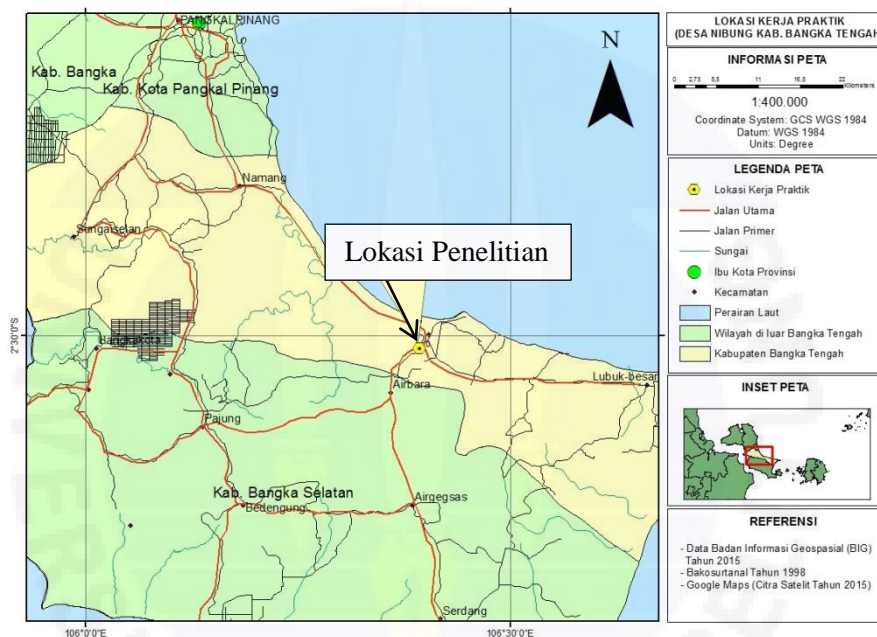 PANGKALPINANG
Kab. Bangka
Kab. Kota Pangkal Pinang
N
Namang
Sungaiselan
Lokasi Penelitian
2°30'0"S
Bangkakota
Lubuk-besar
Airbara
Pajung
Kab. Bangka Selatan
Bedengung
Airgegsas
Serdang
106°0'0"E
106°30'0"E
LOKASI KERJA PRAKTIK
(DESA NIBUNG KAB. BANGKA TENGAH
INFORMASI PETA
0 2,75 5,5 11 16,5 22
Kilometers
1:400.000
Coordinate System: GCS WGS 1984
Datum: WGS 1984
Units: Degree
LEGENDA PETA
Lokasi Kerja Praktik
Jalan Utama
Jalan Primer
Sungai
Ibu Kota Provinsi
Kecamatan
Perairan Laut
Wilayah di luar Bangka Tengah
Kabupaten Bangka Tengah
INSET PETA
REFERENSI
- Data Badan Informasi Geospasial (BIG)
Tahun 2015
- Bakosurtanal Tahun 1998
- Google Maps (Citra Satelit Tahun 2015)